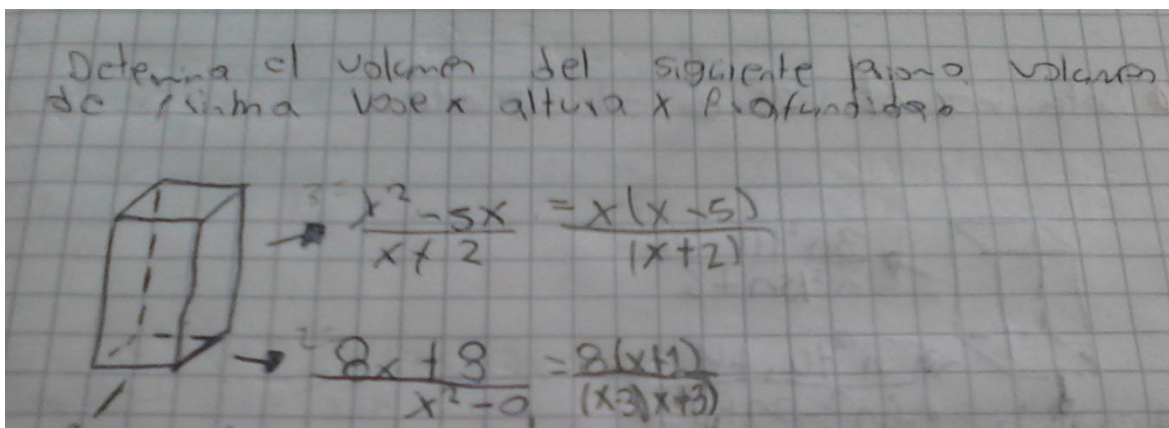 Determina el volumen del siguiente prisma. volumen
de prisma base x altura x Profundidad
x² - 5x / x + 2 = x(x - 5) / (x + 2)
8x + 8 / x² - 9 = 8(x+1) / (x-3)(x+3)